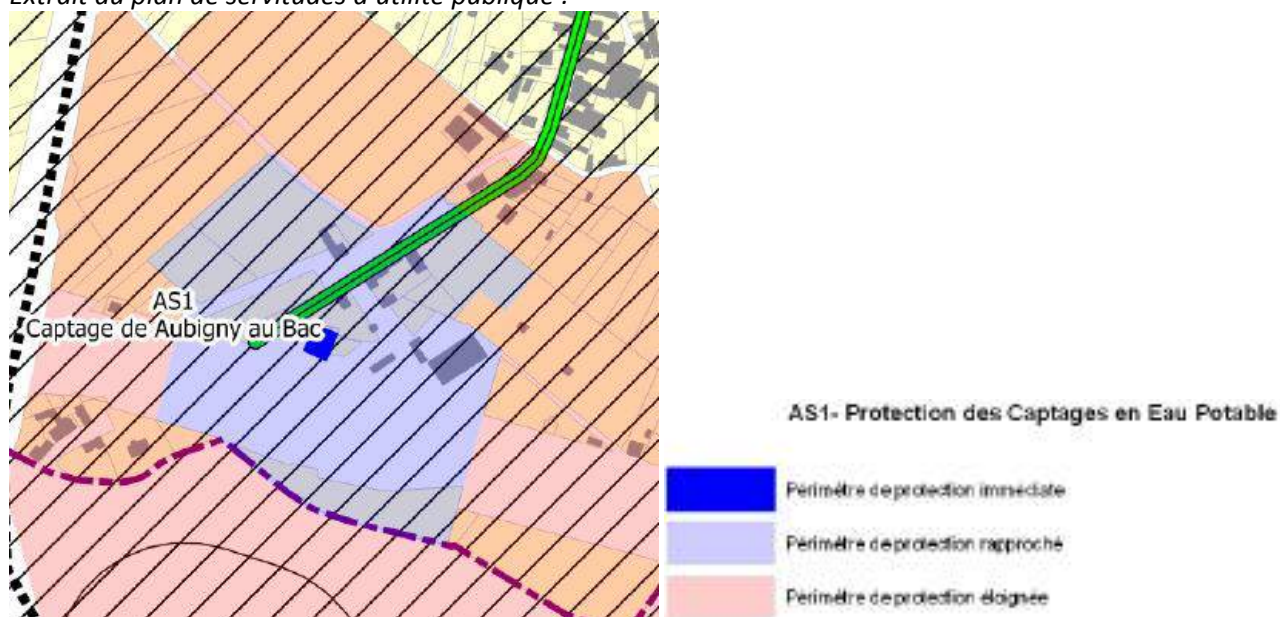 Extrait du plan de servitudes d'utilité publique :
AS1
Captage de Aubigny au Bac
AS1- Protection des Captages en Eau Potable
Périmètre de protection immédiate
Périmètre de protection rapproché
Périmètre de protection éloignée